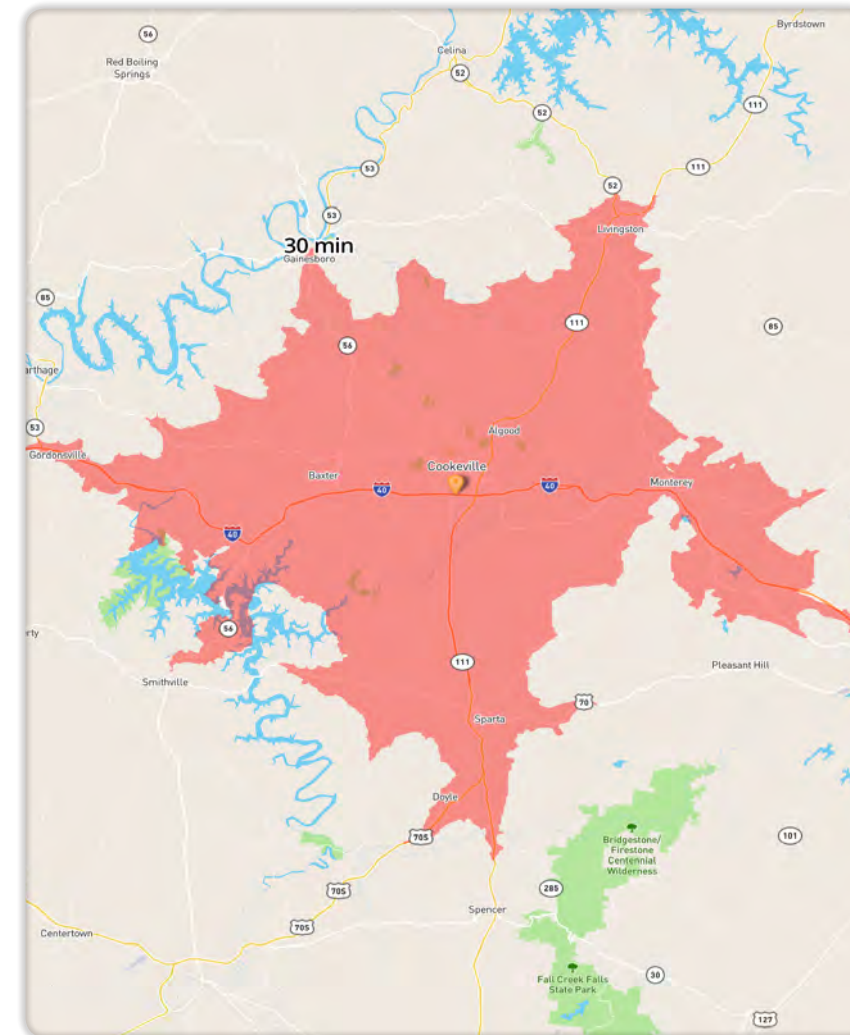 Byrdstown
56
Red Boiling
Springs
Celina
52
111
52
53
111
52
53
Livingston
30 min
Gainesboro
85
111
85
56
arthage
53
Algood
Gordonsville
Cookeville
Baxter
Monterey
40
40
40
56
erty
111
Pleasant Hill
Smithville
70
Sparta
Doyle
70S
101
Bridgestone/
Firestone
Centennial
Wilderness
70S
285
Spencer
70S
Centertown
30
Fall Creek Falls
State Park
127